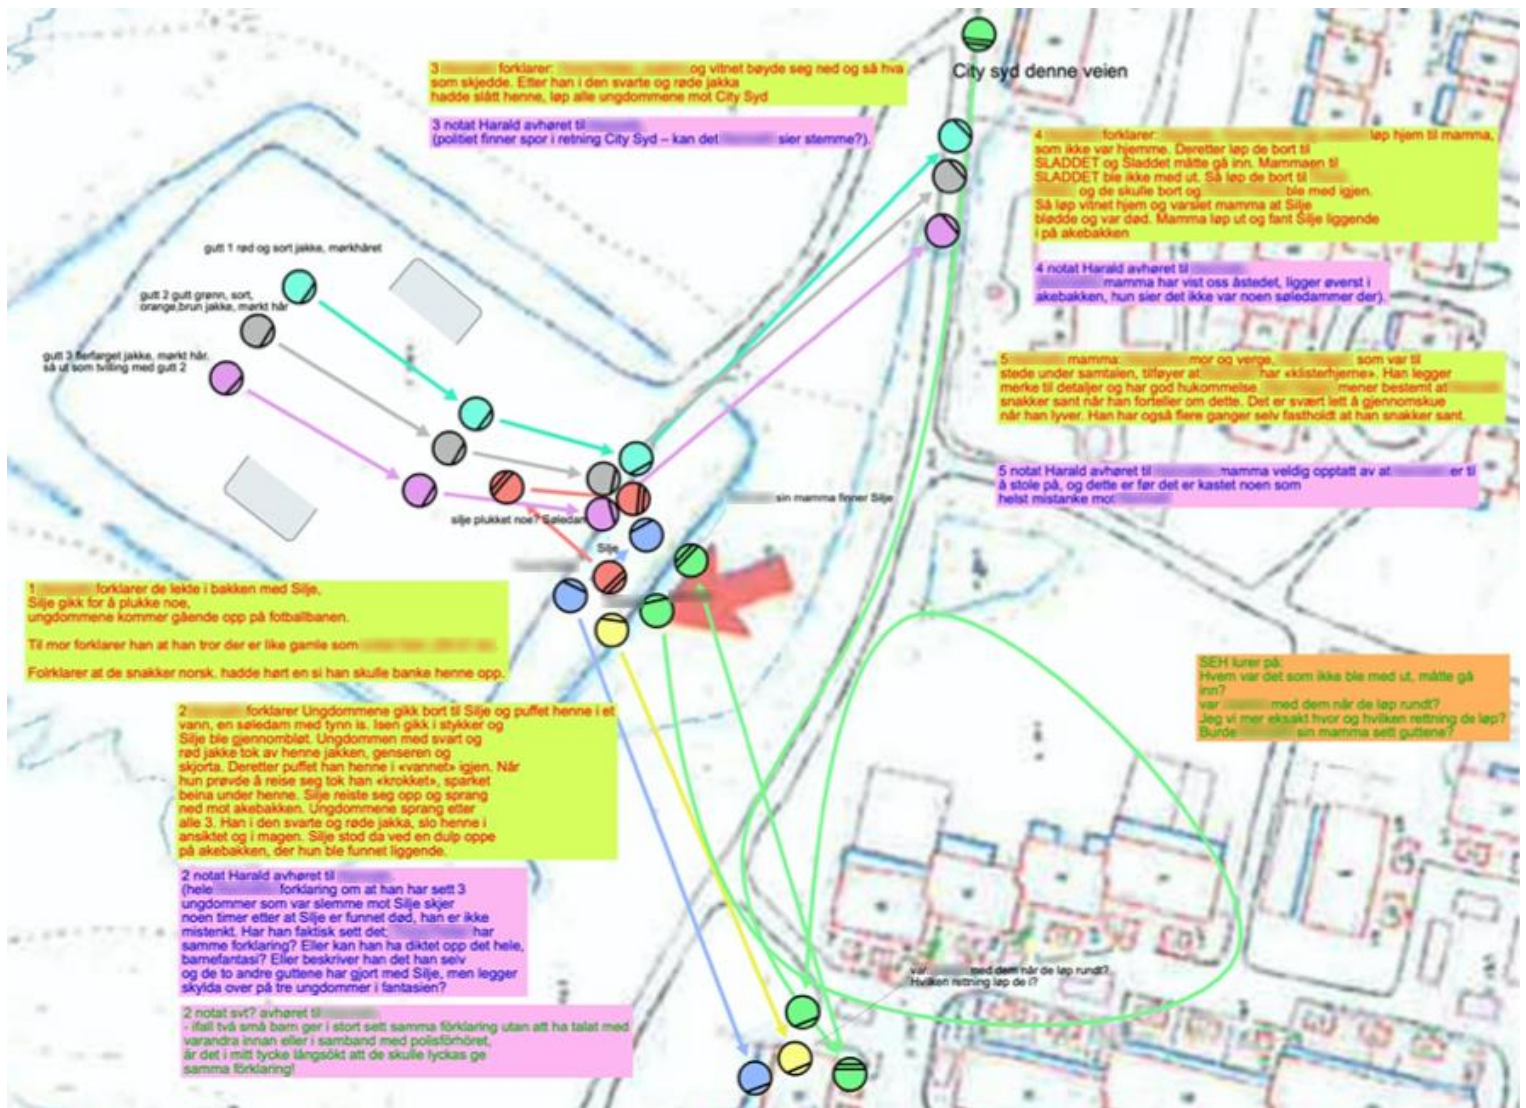 City syd denne veien
3 forklarer: og vitnet bøyde seg ned og så hva
som skjedde. Etter han i den svarte og røde jakka
hadde slått henne, løp alle ungdommene mot City Syd
3 notat Harald avhøret til
(politiet finner spor i retning City Syd – kan det sier stemme?).
4 forklarer: løp hjem til mamma,
som ikke var hjemme. Deretter løp de bort til
SLADDET og Sladdet måtte gå inn. Mammaen til
SLADDET ble ikke med ut. Så løp de bort til
og de skulle bort og ble med igjen.
Så løp vitnet hjem og varslet mamma at Silje
blødde og var død. Mamma løp ut og fant Silje liggende
i på akebakken
4 notat Harald avhøret til
mamma har vist oss åstedet, ligger øverst i
akebakken, hun sier det ikke var noen søledammer der).
gutt 1 rød og sort jakke, mørkhåret
gutt 2 gutt grønn, sort,
orange,brun jakke, mørkt hår
gutt 3 flerfarget jakke, mørkt hår.
så ut som tvilling med gutt 2
5 mamma: mor og verge, som var til
stede under samtalen, tilføyer at har «klisterhjerne». Han legger
merke til detaljer og har god hukommelse. mener bestemt at
snakker sant når han forteller om dette. Det er svært lett å gjennomskue
når han lyver. Han har også flere ganger selv fastholdt at han snakker sant.
5 notat Harald avhøret til mamma veldig opptatt av at er til
å stole på, og dette er før det er kastet noen som
helst mistanke mot
sin mamma finner Silje
silje plukket noe? Søledam
Silje
1 forklarer de lekte i bakken med Silje,
Silje gikk for å plukke noe,
ungdommene kommer gående opp på fotballbanen.
Til mor forklarer han at han tror der er like gamle som
Foirklarer at de snakker norsk. hadde hørt en si han skulle banke henne opp.
SEH lurer på:
Hvem var det som ikke ble med ut, måtte gå
inn?
var med dem når de løp rundt?
Jeg vi mer eksakt hvor og hvilken rettning de løp?
Burde sin mamma sett guttene?
2 forklarer Ungdommene gikk bort til Silje og puffet henne i et
vann, en søledam med tynn is. Isen gikk i stykker og
Silje ble gjennombløt. Ungdommen med svart og
rød jakke tok av henne jakken, genseren og
skjorta. Deretter puffet han henne i «vannet» igjen. Når
hun prøvde å reise seg tok han «krokket», sparket
beina under henne. Silje reiste seg opp og sprang
ned mot akebakken. Ungdommene sprang etter
alle 3. Han i den svarte og røde jakka, slo henne i
ansiktet og i magen. Silje stod da ved en dulp oppe
på akebakken, der hun ble funnet liggende.
2 notat Harald avhøret til
(hele forklaring om at han har sett 3
ungdommer som var slemme mot Silje skjer
noen timer etter at Silje er funnet død, han er ikke
mistenkt. Har han faktisk sett det; har
samme forklaring? Eller kan han ha diktet opp det hele,
barnefantasi? Eller beskriver han det han selv
og de to andre guttene har gjort med Silje, men legger
skylda over på tre ungdommer i fantasien?
var med dem når de løp rundt?
Hvilken rettning løp de i?
2 notat svt? avhøret til
- ifall två små barn ger i stort sett samma förklaring utan att ha talat med
varandra innan eller i samband med polisförhöret,
är det i mitt tycke långsökt att de skulle lyckas ge
samma förklaring!